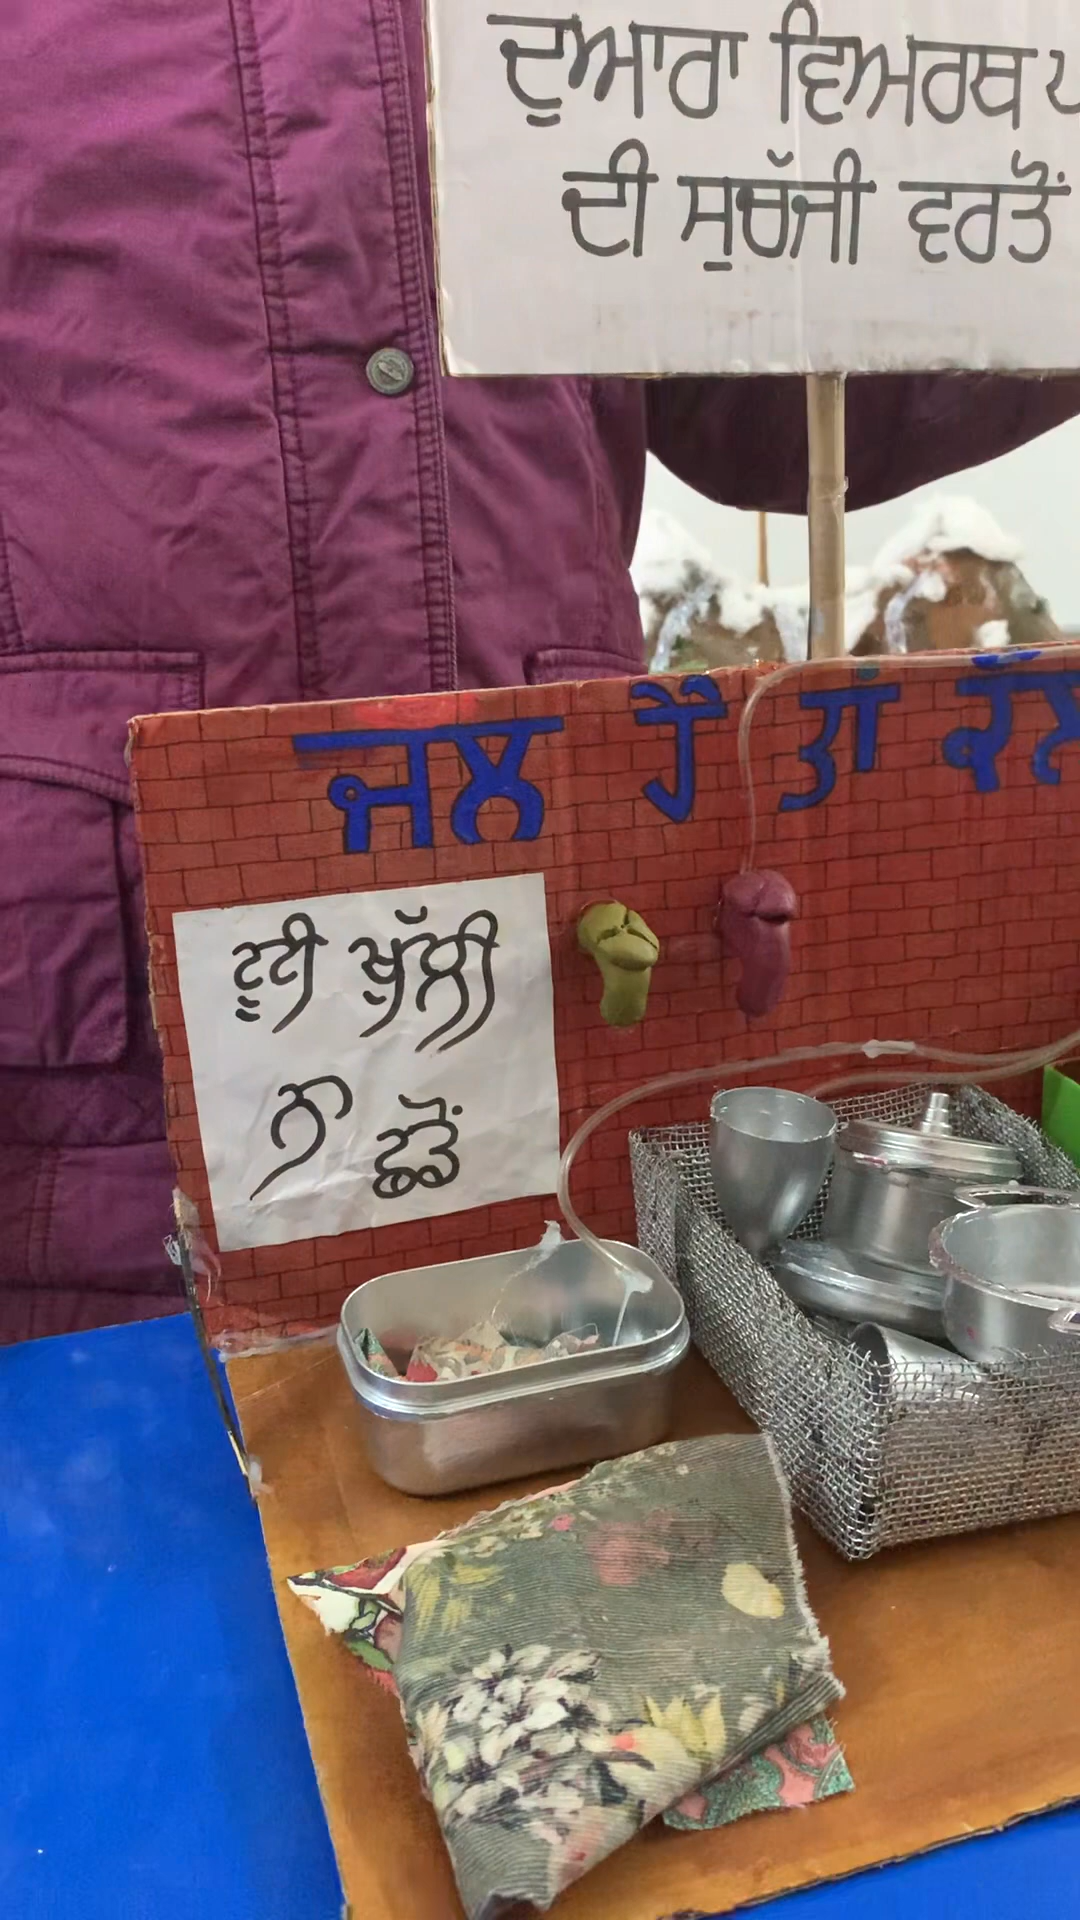 ਦੁਆਰਾ ਵਿਅਰਥ
ਦੀ ਸੁਚੱਜੀ ਵਰਤੋਂ
ਜਲ ਹੈ ਤਾਂ ਕੱਲ
ਟੂਟੀ ਖੁੱਲੀ
ਨਾ ਛੱਡੋਂ